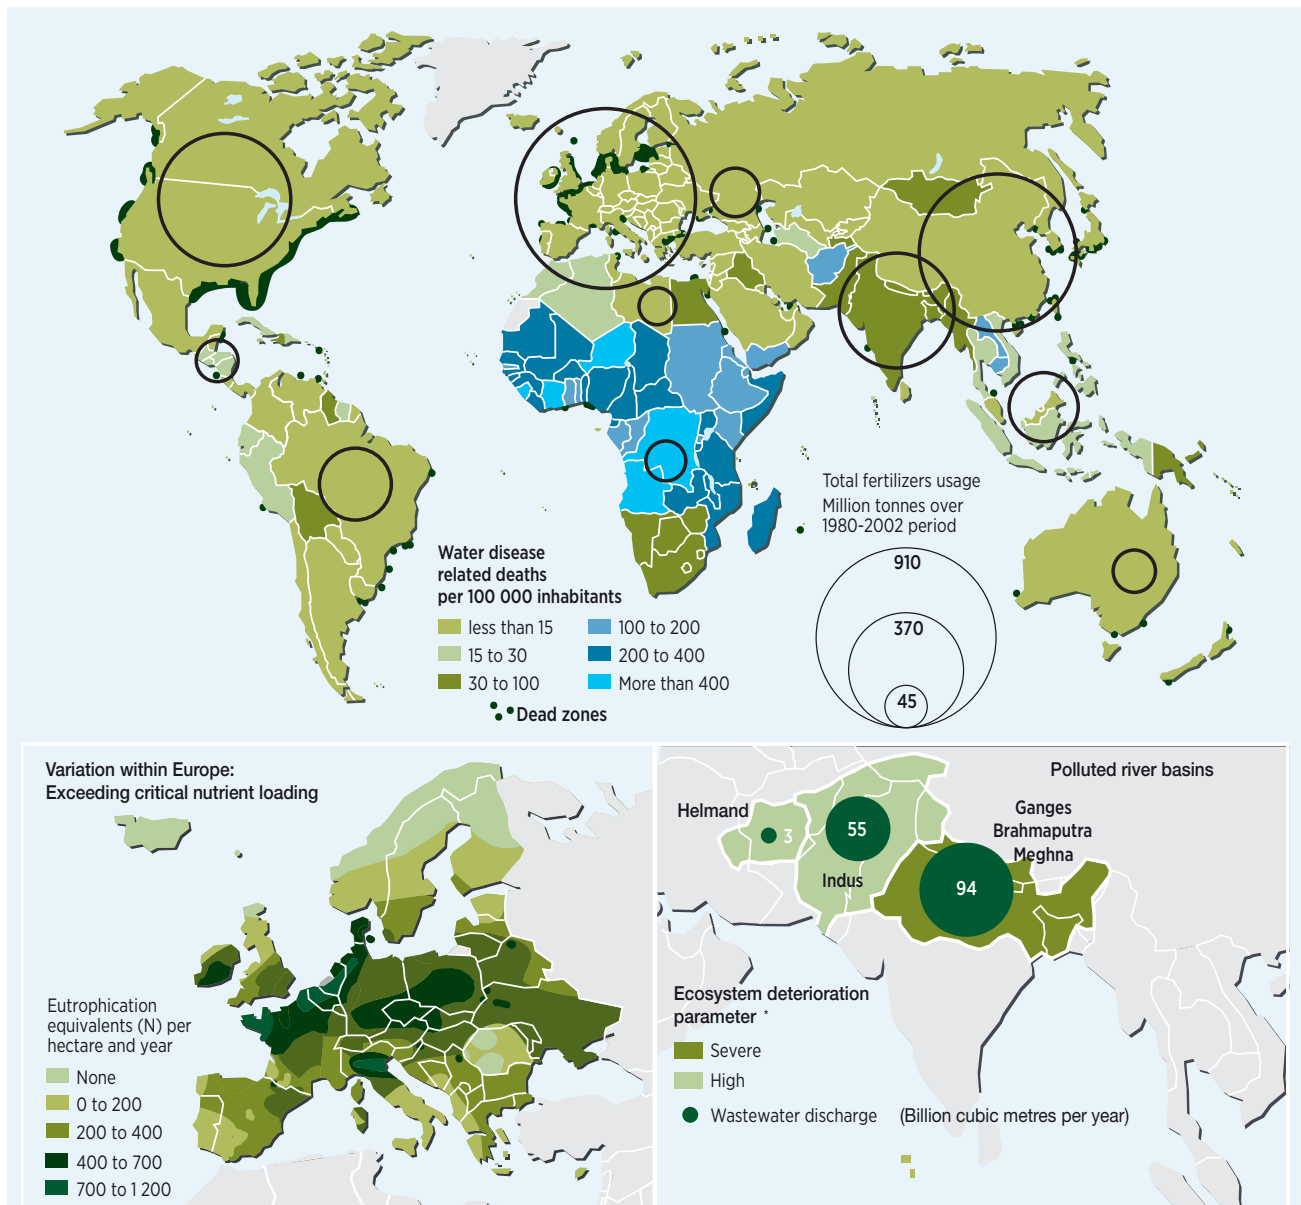 Total fertilizers usage
Million tonnes over
1980-2002 period
910
370
45
Water disease
related deaths
per 100 000 inhabitants
less than 15
15 to 30
30 to 100
100 to 200
200 to 400
More than 400
Dead zones
Variation within Europe:
Exceeding critical nutrient loading
Eutrophication
equivalents (N) per
hectare and year
None
0 to 200
200 to 400
400 to 700
700 to 1 200
Polluted river basins
Helmand
3
55
Indus
Ganges
Brahmaputra
Meghna
94
Ecosystem deterioration
parameter *
Severe
High
Wastewater discharge (Billion cubic metres per year)